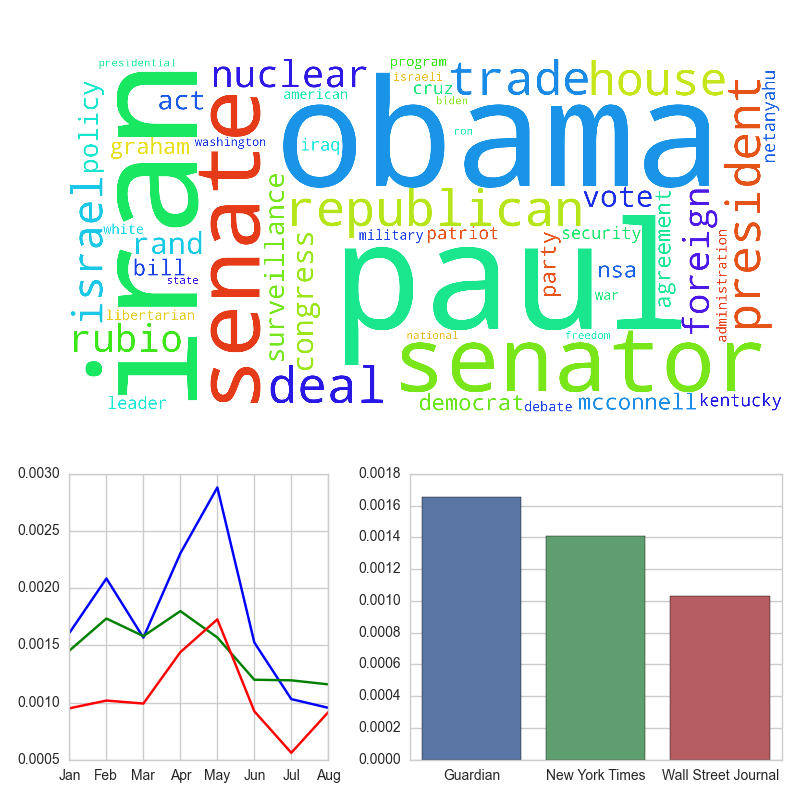 presidential
policy
act
nuclear
program
israeli
cruz
biden
trade
house
netanyahu
iran
senate
american
obama
president
graham
washington
iraq
ron
israel
white
rand
bill
state
surveillance
republican
vote
foreign
libertarian
congress
military
patriot
party
security
nsa
agreement
war
administration
rubio
paul
national
freedom
deal
senator
leader
democrat
debate
mcconnell
kentucky
0.0030
0.0025
0.0020
0.0015
0.0010
0.0005
Jan Feb Mar Apr May Jun Jul Aug
0.0018
0.0016
0.0014
0.0012
0.0010
0.0008
0.0006
0.0004
0.0002
0.0000
Guardian New York Times Wall Street Journal